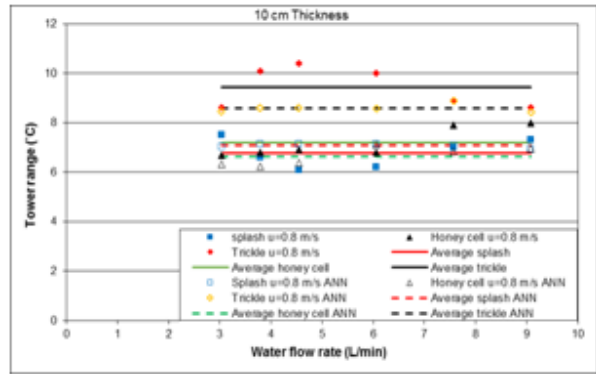 10 cm Thickness
12
10
8
6
4
2
0
Tower range (°C)
splash u=0.8 m/s
Honey cell u=0.8 m/s
Trickle u=0.8 m/s
Average splash
Average honey cell
Average trickle
Splash u=0.8 m/s ANN
Honey cell u=0.8 m/s ANN
Trickle u=0.8 m/s ANN
Average splash ANN
Average honey cell ANN
Average trickle ANN
0 1 2 3 4 5 6 7 8 9 10
Water flow rate (L/min)